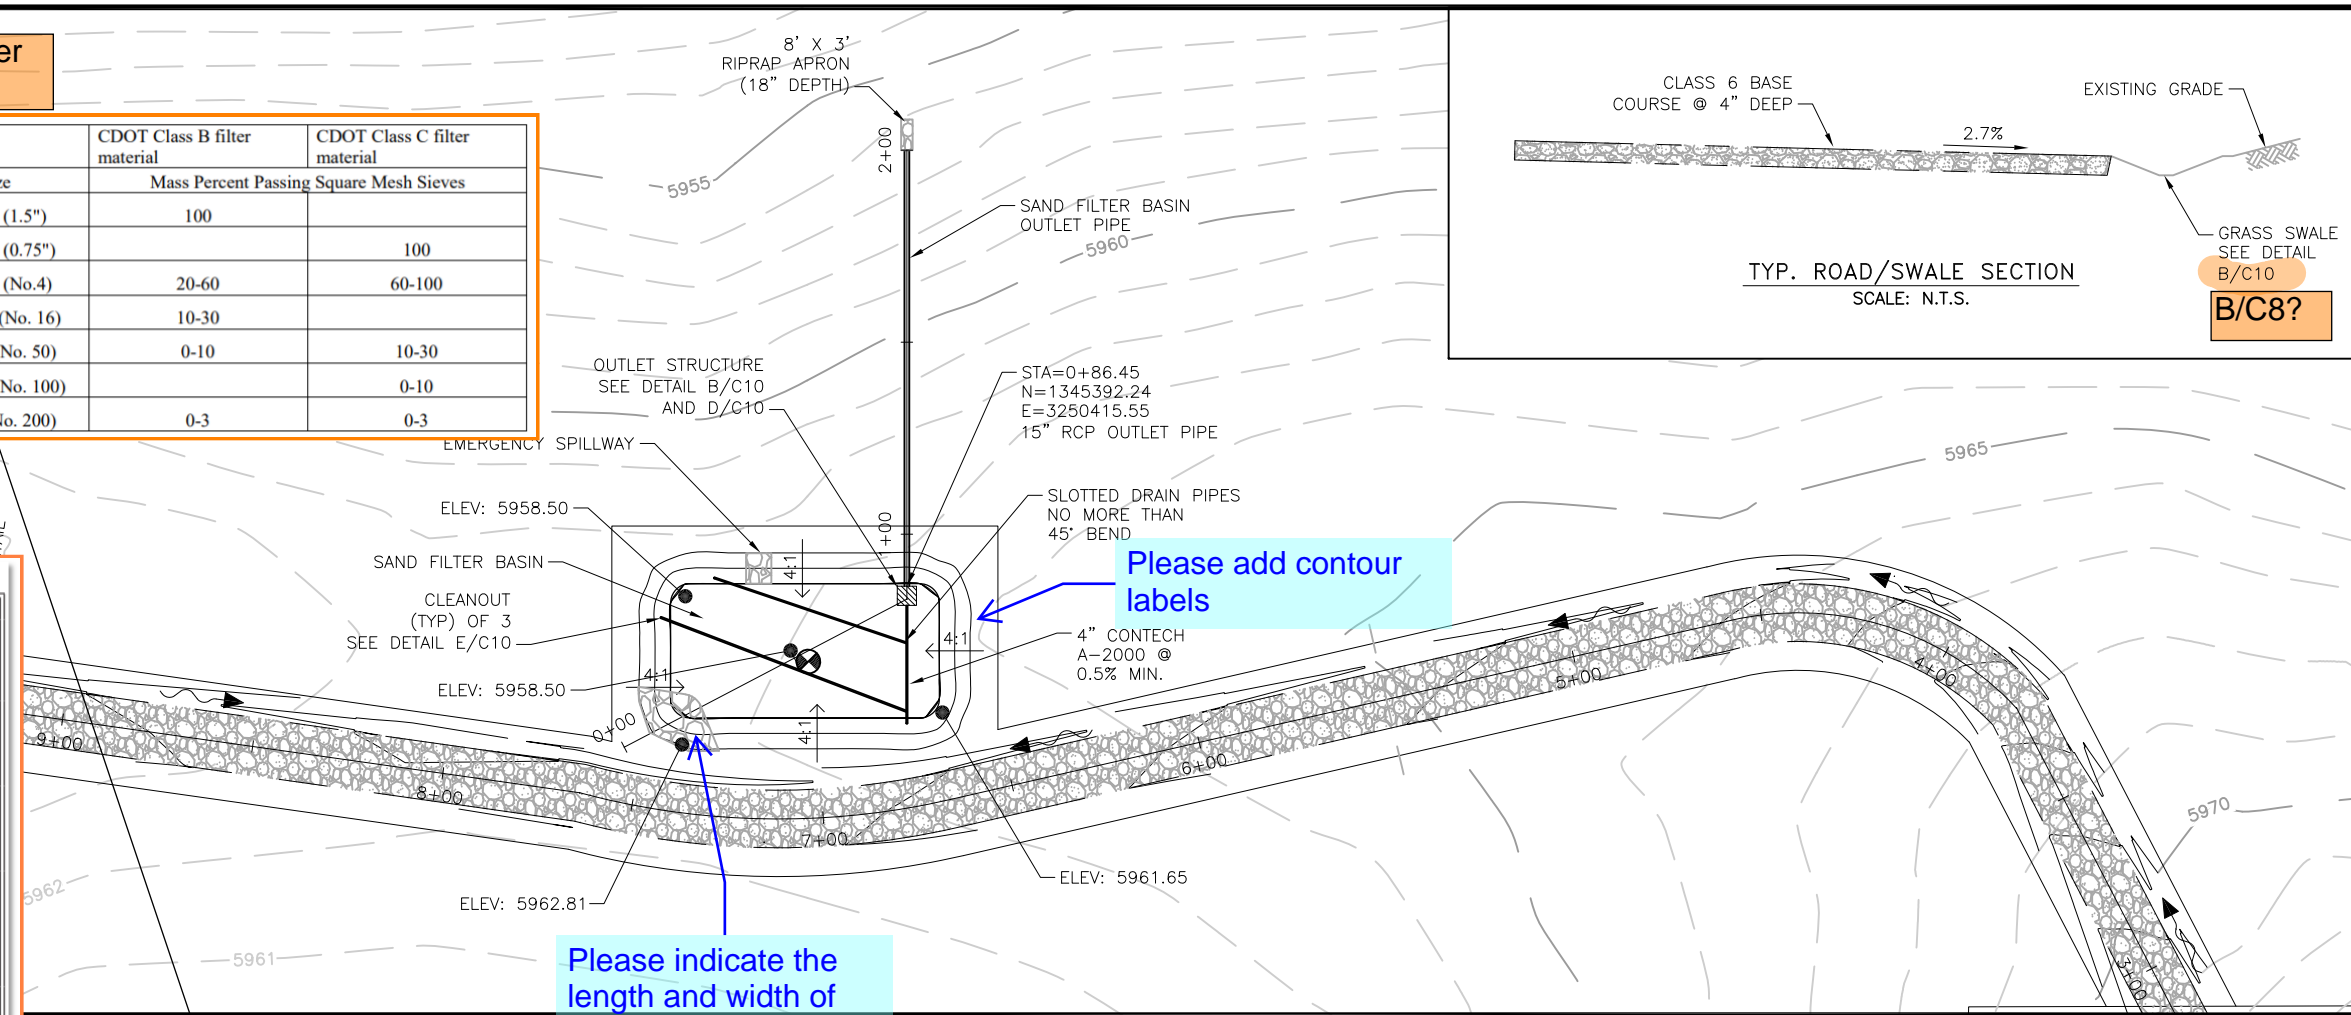 er
CDOT Class B filter material
CDOT Class C filter material
ze
Mass Percent Passing Square Mesh Sieves
(1.5") 100
(0.75") 100
(No.4) 20-60 60-100
(No. 16) 10-30
No. 50) 0-10 10-30
No. 100) 0-10
No. 200) 0-3 0-3
8' X 3'
RIPRAP APRON
(18" DEPTH)
2+00
5955
SAND FILTER BASIN
OUTLET PIPE
5960
CLASS 6 BASE
COURSE @ 4" DEEP
EXISTING GRADE
2.7%
GRASS SWALE
SEE DETAIL
B/C10
B/C8?
TYP. ROAD/SWALE SECTION
SCALE: N.T.S.
OUTLET STRUCTURE
SEE DETAIL B/C10
AND D/C10
STA=0+86.45
N=1345392.24
E=3250415.55
15" RCP OUTLET PIPE
EMERGENCY SPILLWAY
5965
ELEV: 5958.50
SLOTTED DRAIN PIPES
NO MORE THAN
45° BEND
1+00
SAND FILTER BASIN
4:1
Please add contour
labels
CLEANOUT
(TYP) OF 3
SEE DETAIL E/C10
4:1
4" CONTECH
A-2000 @
0.5% MIN.
ELEV: 5958.50
4:1
4:1
0+00
9+00
8+00
7+00
6+00
5+00
4+00
3+00
5970
ELEV: 5961.65
ELEV: 5962.81
5962
5961
Please indicate the
length and width of